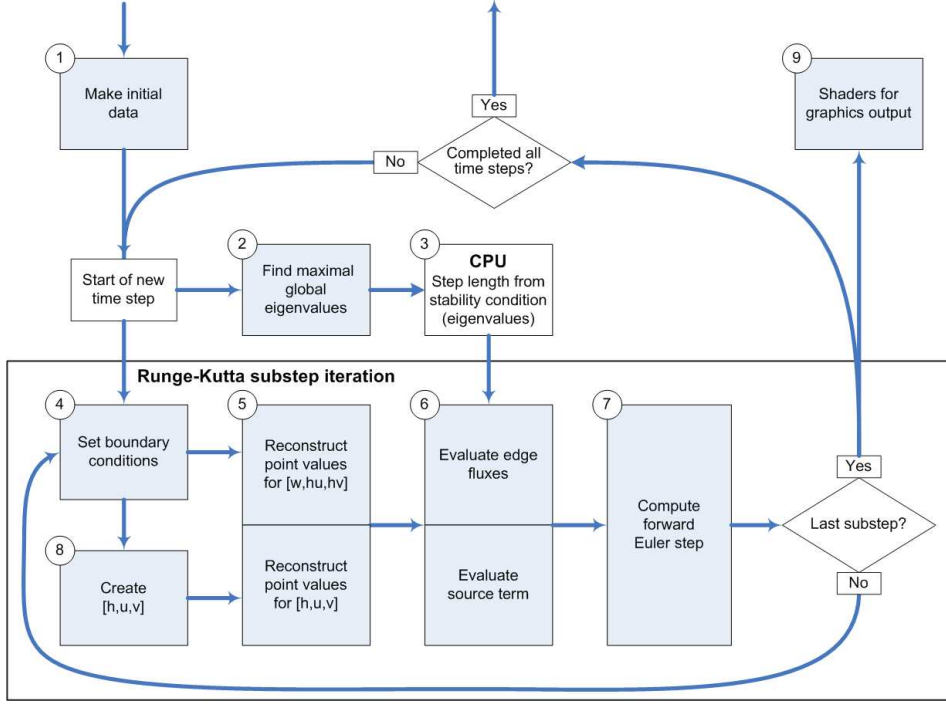 1
Make initial
data
Yes
Completed all
time steps?
No
9
Shaders for
graphics output
Start of new
time step
2
Find maximal
global
eigenvalues
3
CPU
Step length from
stability condition
(eigenvalues)
Runge-Kutta substep iteration
4
Set boundary
conditions
5
Reconstruct
point values
for [w,hu,hv]
6
Evaluate edge
fluxes
7
Compute
forward
Euler step
Yes
Last substep?
No
8
Create
[h,u,v]
Reconstruct
point values
for [h,u,v]
Evaluate
source term